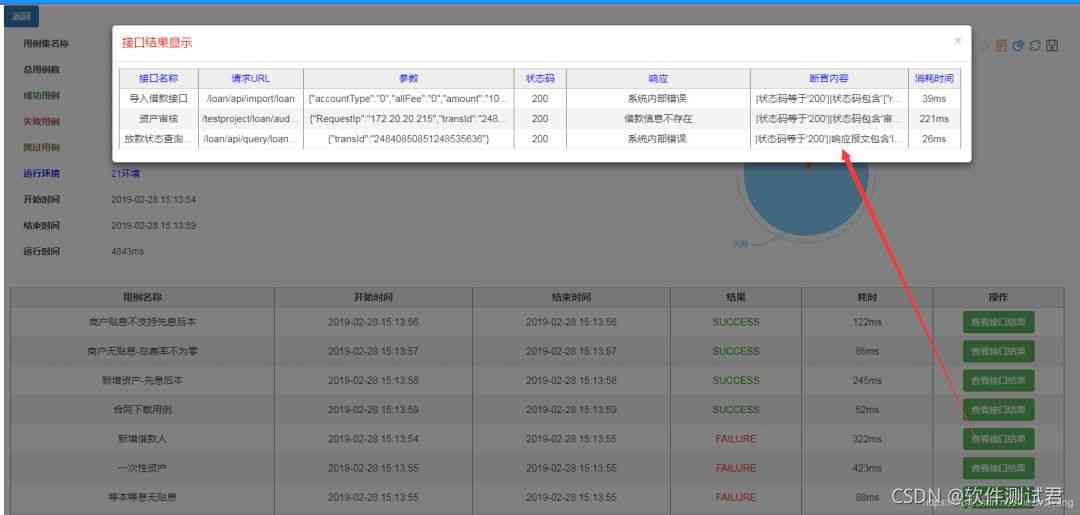 返回
接口结果显示 ×
接口名称 请求URL 参数 状态码 响应 断言内容 消耗时间
导入借款接口 /loan/api/import/loan {"accountType":"0","allFee":"0","amount":"10... 200 系统内部错误 |状态码等于'200'||状态码包含'["r... 39ms
资产审核 /testproject/loan/aud... {"RequestIp":"172.20.20.215","transId":"248... 200 借款信息不存在 |状态码等于'200'||状态码包含'审... 221ms
放款状态查询... /loan/api/query/loan... {"transId":"24840850851248535636"} 200 系统内部错误 |状态码等于'200'||响应报文包含'l... 26ms
用例集名称
总用例数
成功用例
失败用例
跳过用例
运行环境 21环境
开始时间 2019-02-28 15:13:54
结束时间 2019-02-28 15:13:59
运行时间 4843ms
失败
用例名称 开始时间 结束时间 结果 耗时 操作
商户贴息不支持先息后本 2019-02-28 15:13:56 2019-02-28 15:13:56 SUCCESS 122ms 查看接口结果
商户无贴息-总费率不为零 2019-02-28 15:13:57 2019-02-28 15:13:57 SUCCESS 65ms 查看接口结果
新增资产-先息后本 2019-02-28 15:13:58 2019-02-28 15:13:58 SUCCESS 245ms 查看接口结果
合同下载用例 2019-02-28 15:13:59 2019-02-28 15:13:59 SUCCESS 52ms 查看接口结果
新增借款人 2019-02-28 15:13:54 2019-02-28 15:13:55 FAILURE 322ms 查看接口结果
一次性资产 2019-02-28 15:13:55 2019-02-28 15:13:55 FAILURE 423ms 查看接口结果
等本等息无贴息 2019-02-28 15:13:55 2019-02-28 15:13:55 FAILURE 88ms
CSDN @软件测试君